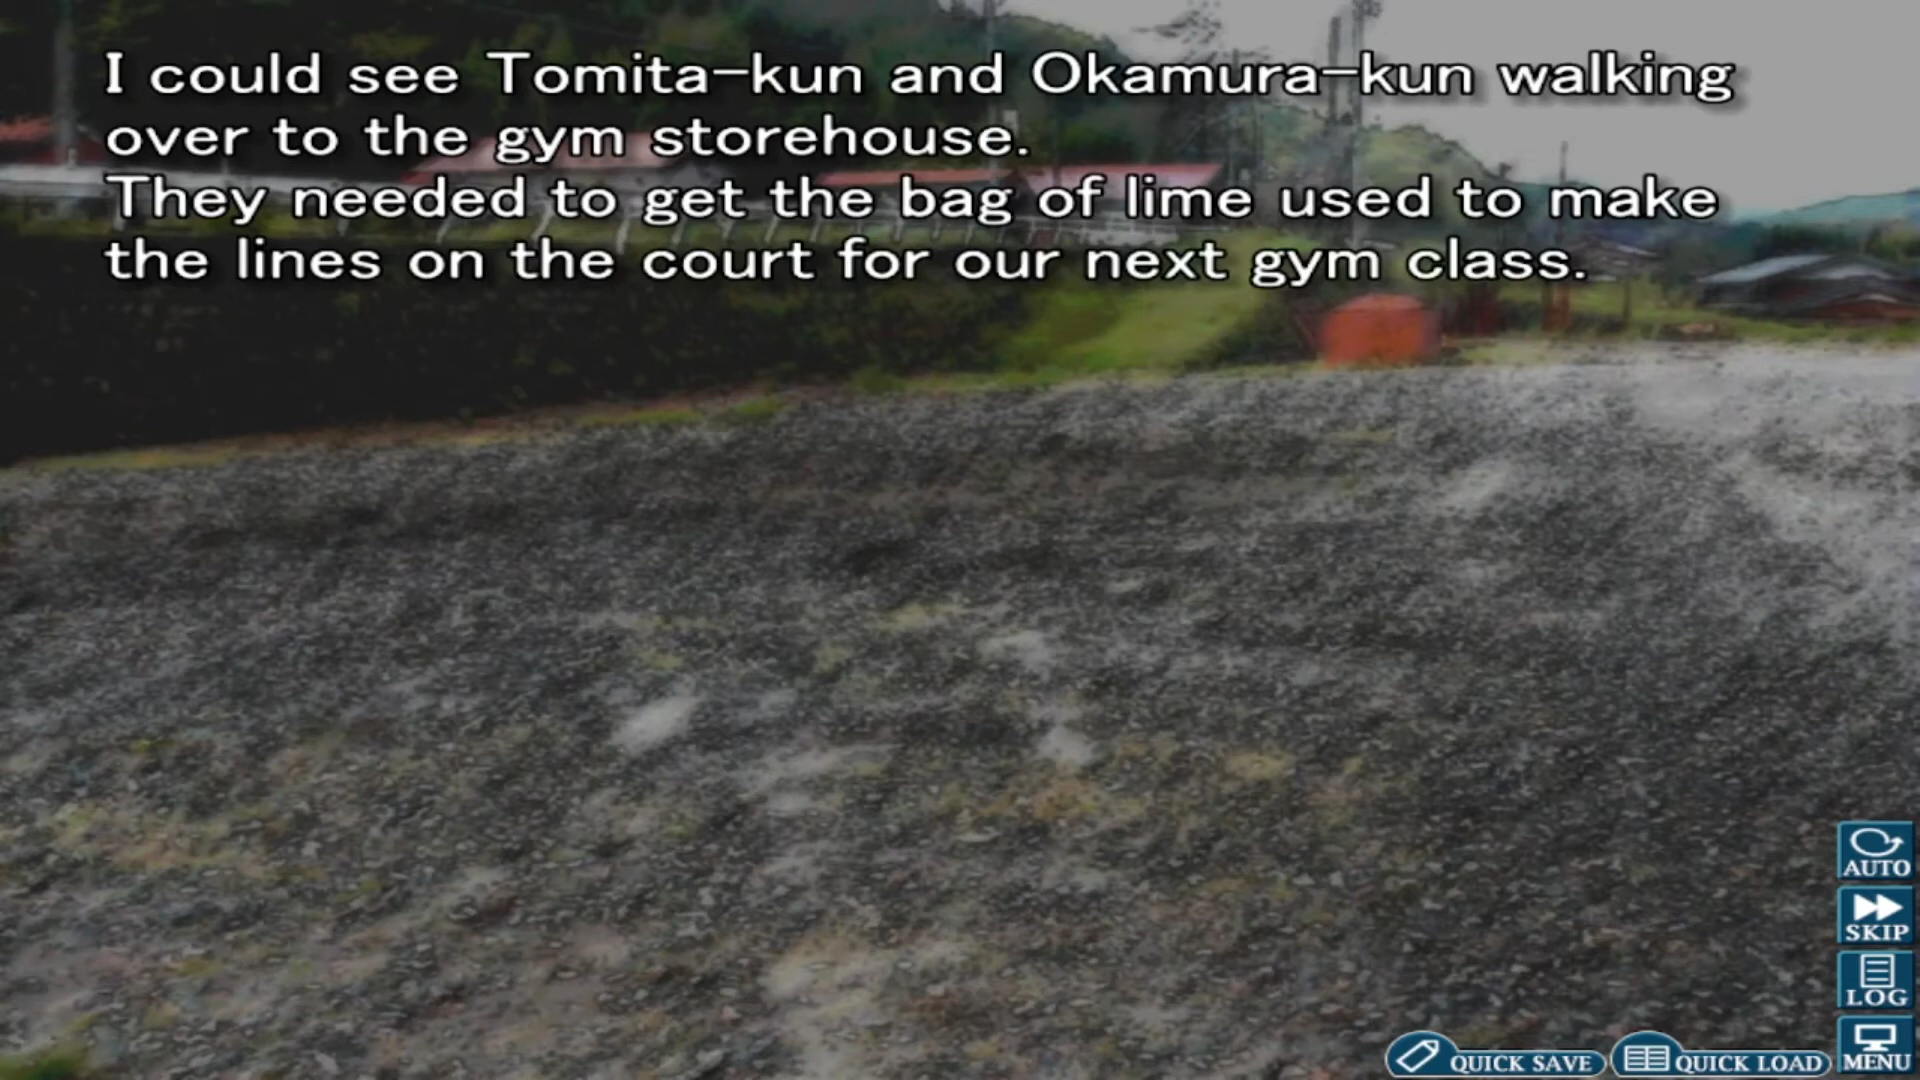 I could see Tomita-kun and Okamura-kun walking
over to the gym storehouse.
They needed to get the bag of lime used to make
the lines on the court for our next gym class.
AUTO
SKIP
LOG
MENU
QUICK SAVE
QUICK LOAD